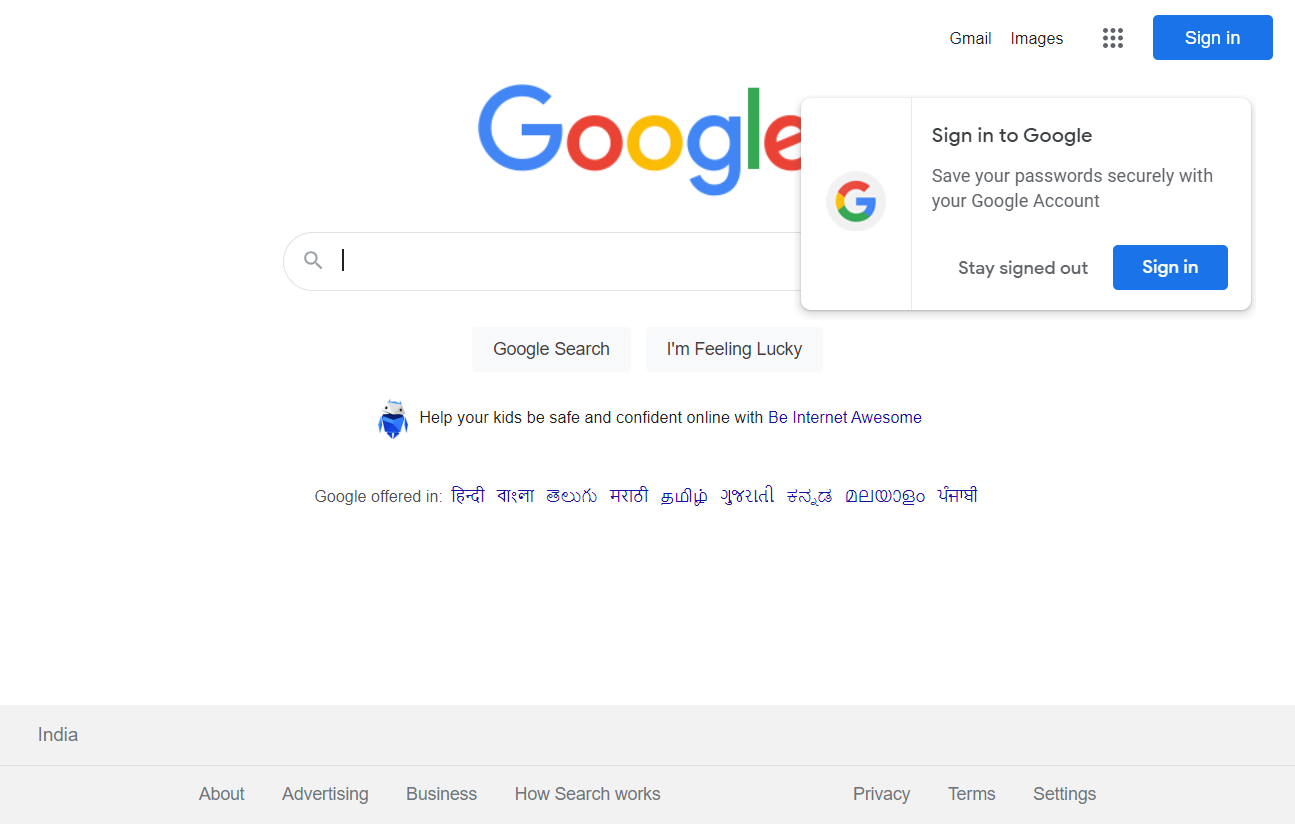 Gmail Images Sign in
Google
Sign in to Google
Save your passwords securely with
your Google Account
Stay signed out Sign in
Google Search I'm Feeling Lucky
Help your kids be safe and confident online with Be Internet Awesome
Google offered in: हिन्दी বাংলা తెలుగు मराठी தமிழ் ગુજરાતી ಕನ್ನಡ മലയാളം ਪੰਜਾਬੀ
India
About Advertising Business How Search works Privacy Terms Settings